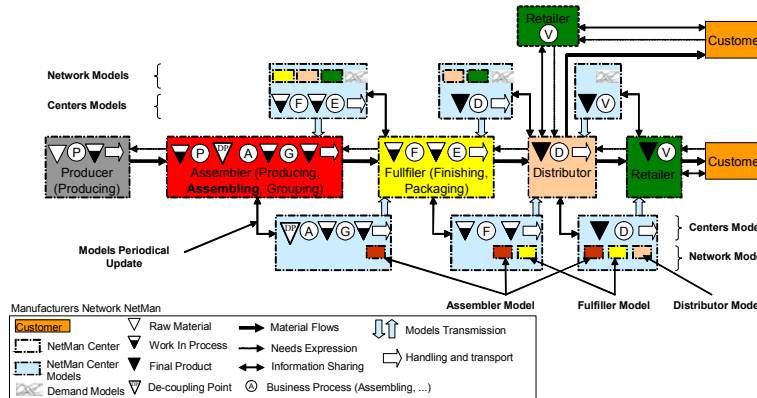 Retailer
V
Customer
Network Models
Centers Models
F E
D
V
P
Producer
(Producing)
P DP A G
Assembler (Producing,
Assembling, Grouping)
F E
Fullfiler (Finishing,
Packaging)
D
Distributor
V
Retailer
Customer
Models Periodical
Update
DP A G
F
D
Centers Mode
Network Mode
Assembler Model
Fulfiller Model
Distributor Mode
Manufacturers Network NetMan
Customer
Raw Material
Material Flows
Models Transmission
NetMan Center
Work In Process
Needs Expression
Handling and transport
NetMan Center
Models
Final Product
Information Sharing
Demand Models
DP
De-coupling Point
A
Business Process (Assembling, ...)